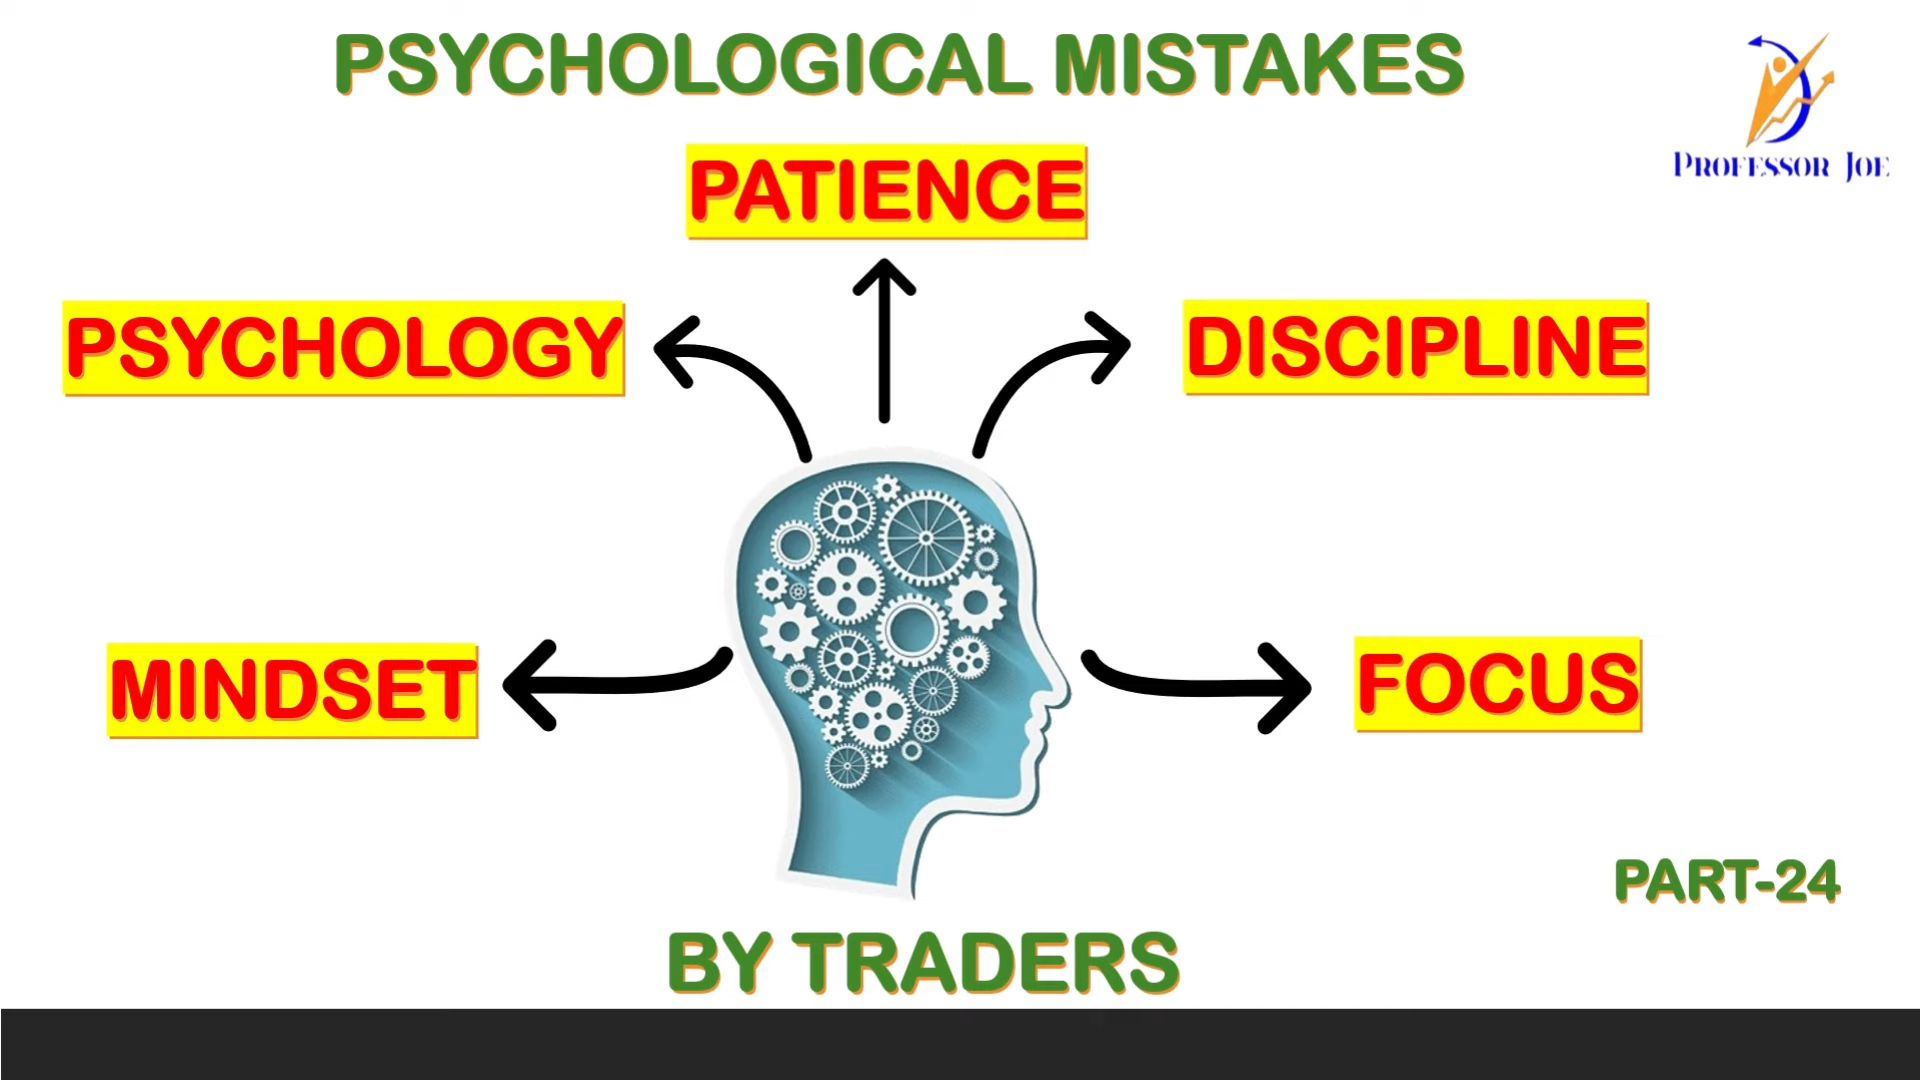 PSYCHOLOGICAL MISTAKES
PROFESSOR JOE
PATIENCE
PSYCHOLOGY
DISCIPLINE
MINDSET
FOCUS
PART-24
BY TRADERS